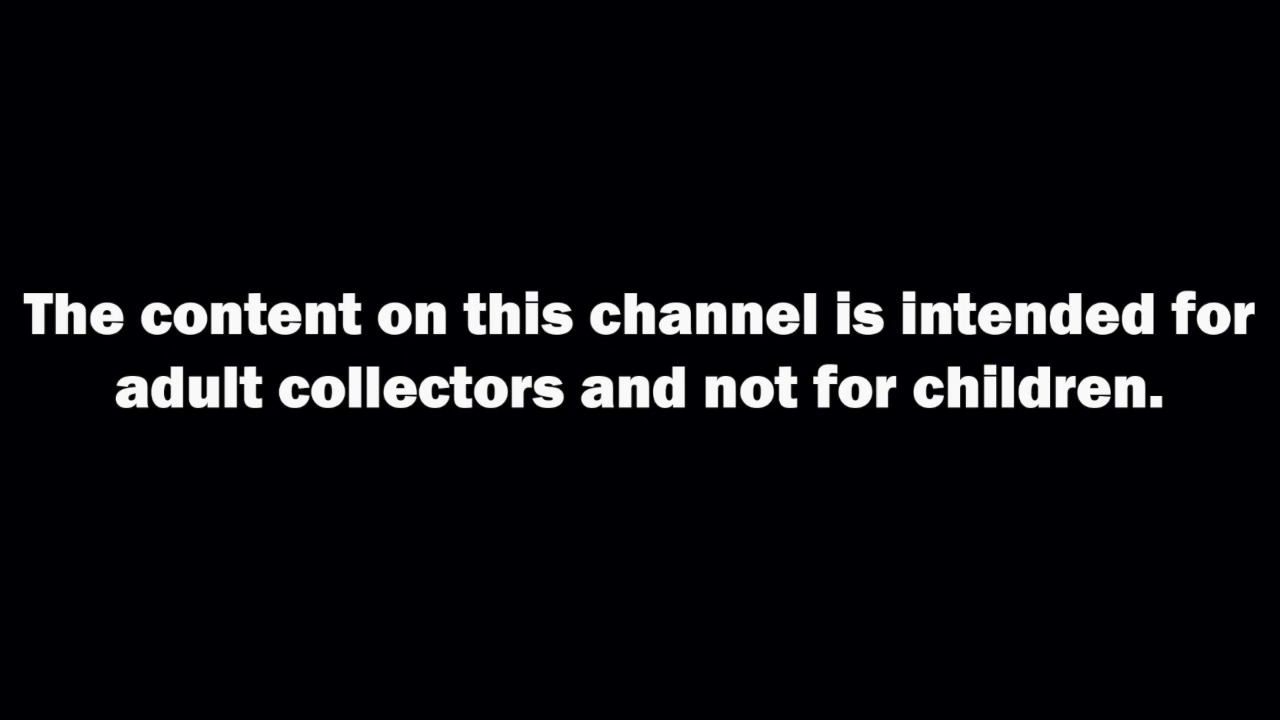 The content on this channel is intended for
adult collectors and not for children.